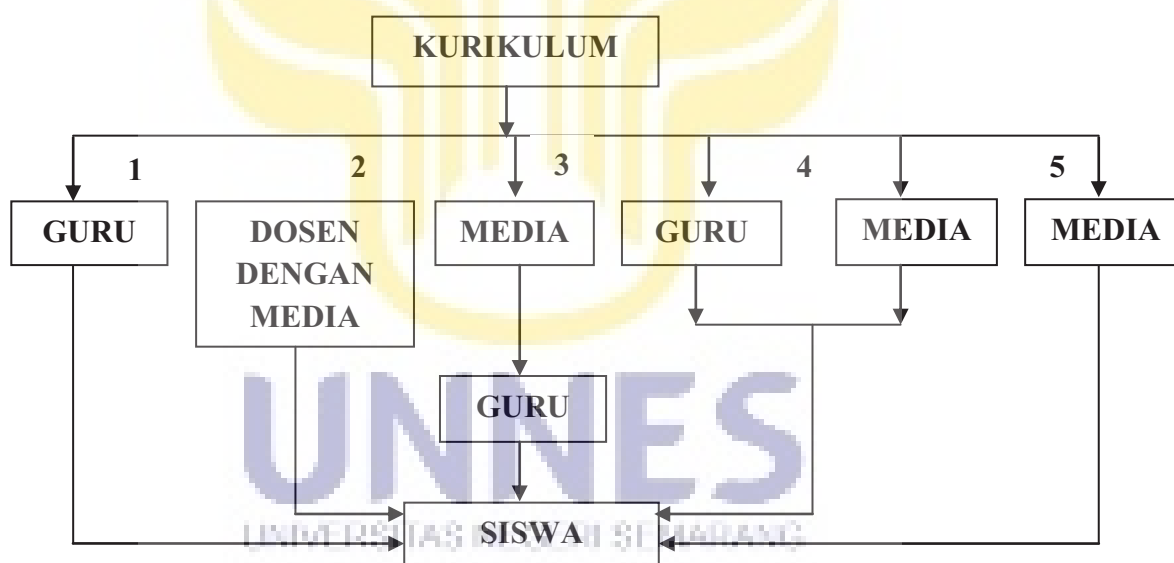 KURIKULUM
1
2
3
4
5
GURU
DOSEN
DENGAN
MEDIA
MEDIA
GURU
MEDIA
MEDIA
GURU
UNNES
UNIVERSITAS NEGERI SEMARANG
SISWA